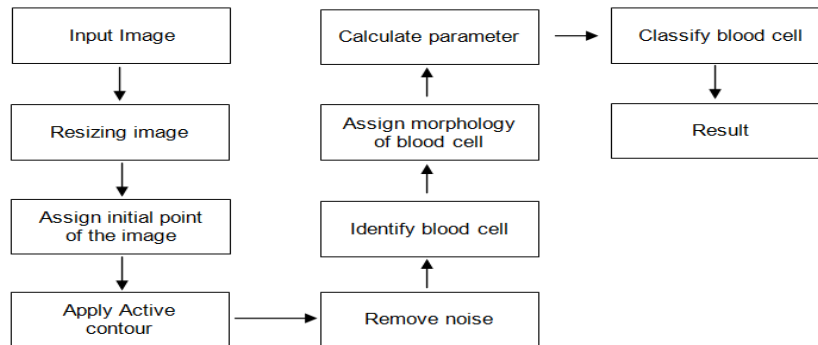 Input Image
Resizing image
Assign initial point
of the image
Apply Active
contour
Remove noise
Identify blood cell
Assign morphology
of blood cell
Calculate parameter
Classify blood cell
Result